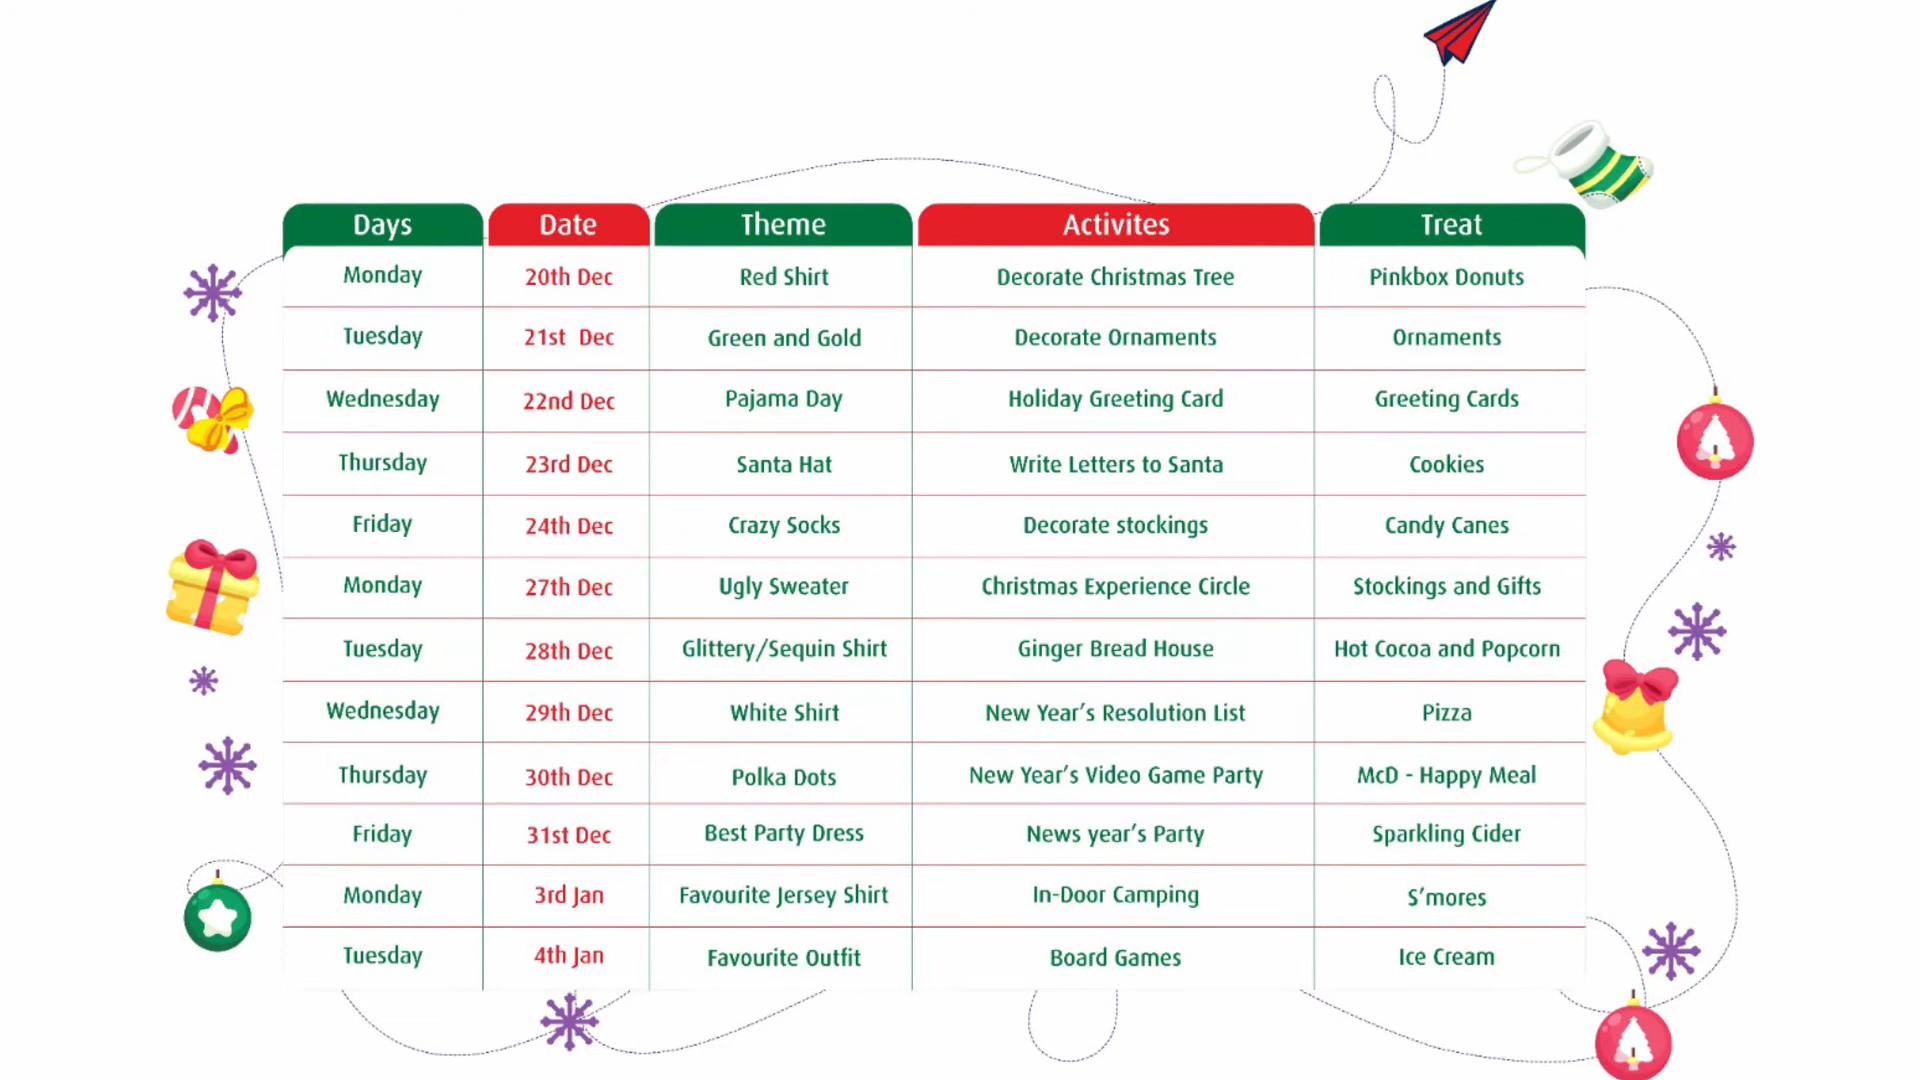 Days Date Theme Activites Treat
Monday 20th Dec Red Shirt Decorate Christmas Tree Pinkbox Donuts
Tuesday 21st Dec Green and Gold Decorate Ornaments Ornaments
Wednesday 22nd Dec Pajama Day Holiday Greeting Card Greeting Cards
Thursday 23rd Dec Santa Hat Write Letters to Santa Cookies
Friday 24th Dec Crazy Socks Decorate stockings Candy Canes
Monday 27th Dec Ugly Sweater Christmas Experience Circle Stockings and Gifts
Tuesday 28th Dec Glittery/Sequin Shirt Ginger Bread House Hot Cocoa and Popcorn
Wednesday 29th Dec White Shirt New Year’s Resolution List Pizza
Thursday 30th Dec Polka Dots New Year’s Video Game Party McD - Happy Meal
Friday 31st Dec Best Party Dress News year’s Party Sparkling Cider
Monday 3rd Jan Favourite Jersey Shirt In-Door Camping S’mores
Tuesday 4th Jan Favourite Outfit Board Games Ice Cream